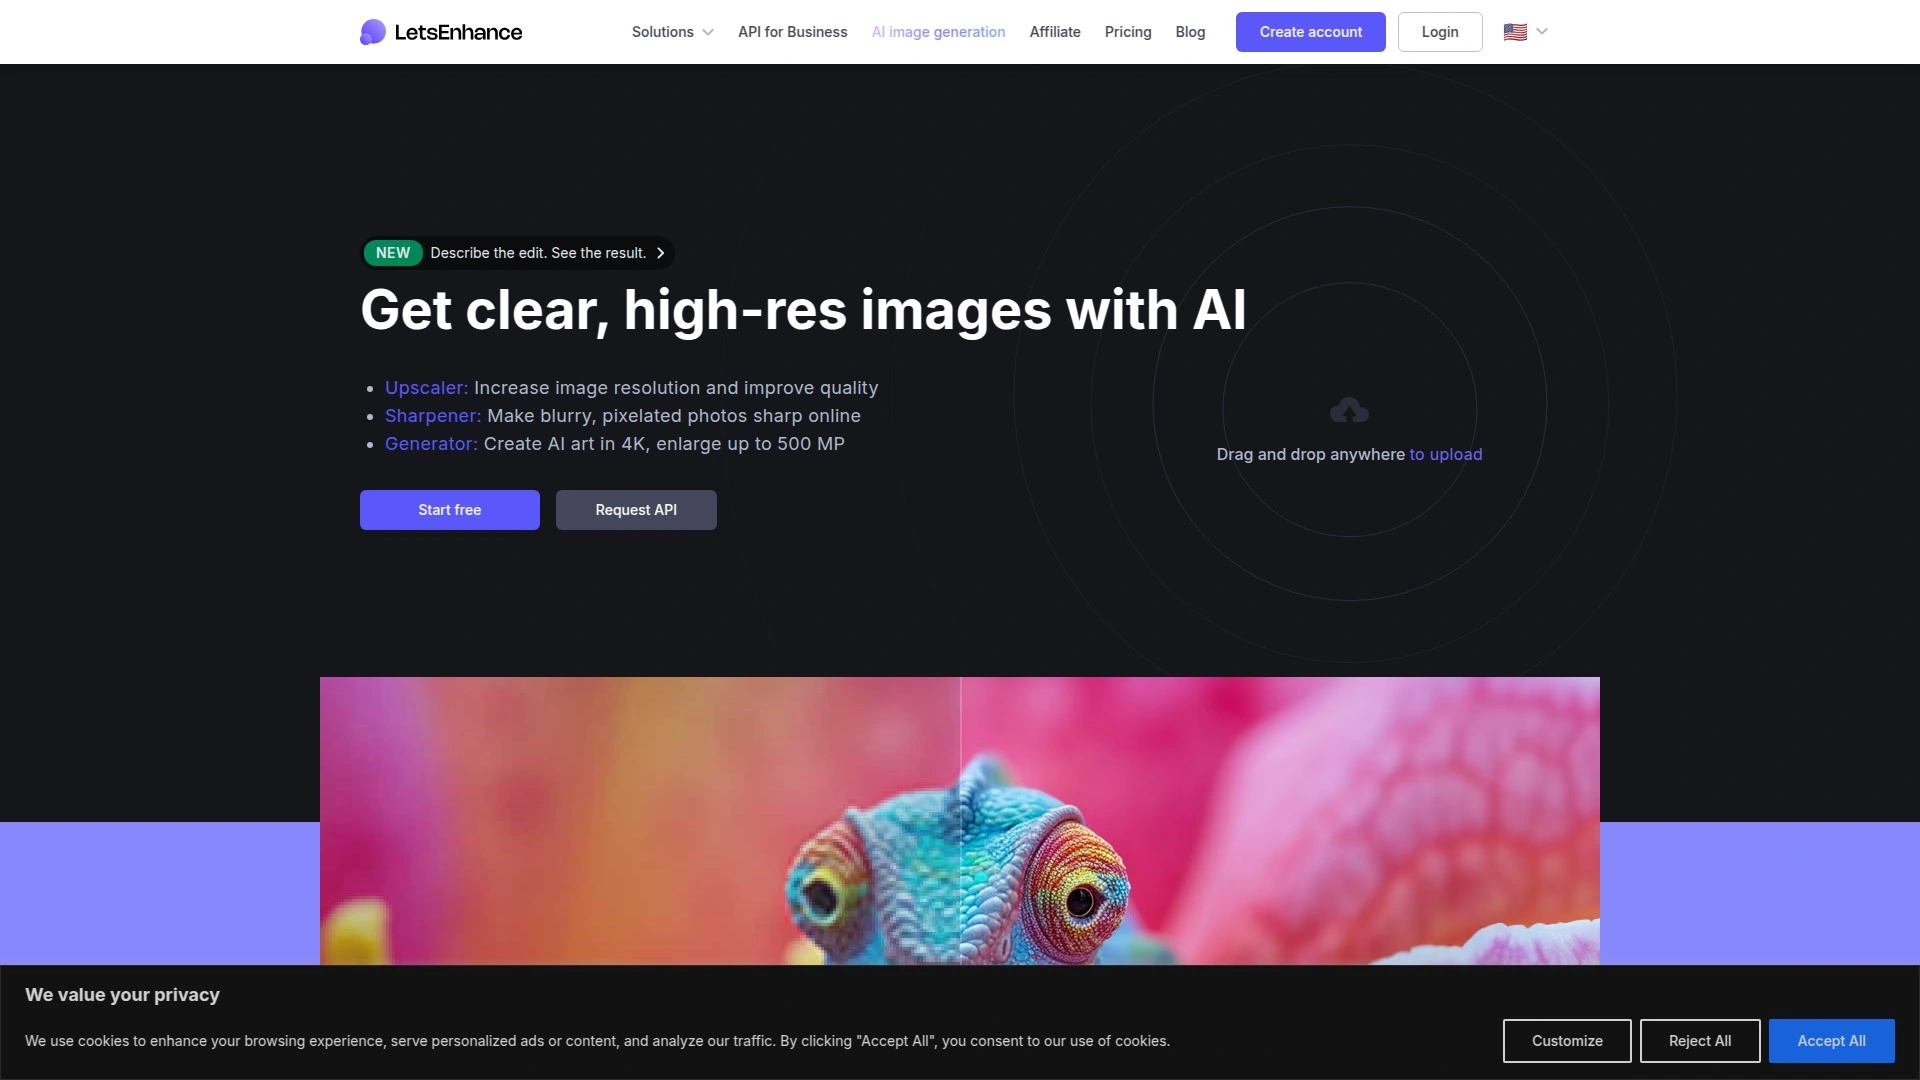 LetsEnhance
Solutions
API for Business
AI image generation
Affiliate
Pricing
Blog
Create account
Login
NEW Describe the edit. See the result.
Get clear, high-res images with AI
Upscaler: Increase image resolution and improve quality
Sharpener: Make blurry, pixelated photos sharp online
Generator: Create AI art in 4K, enlarge up to 500 MP
Drag and drop anywhere to upload
Start free
Request API
We value your privacy
We use cookies to enhance your browsing experience, serve personalized ads or content, and analyze our traffic. By clicking "Accept All", you consent to our use of cookies.
Customize
Reject All
Accept All